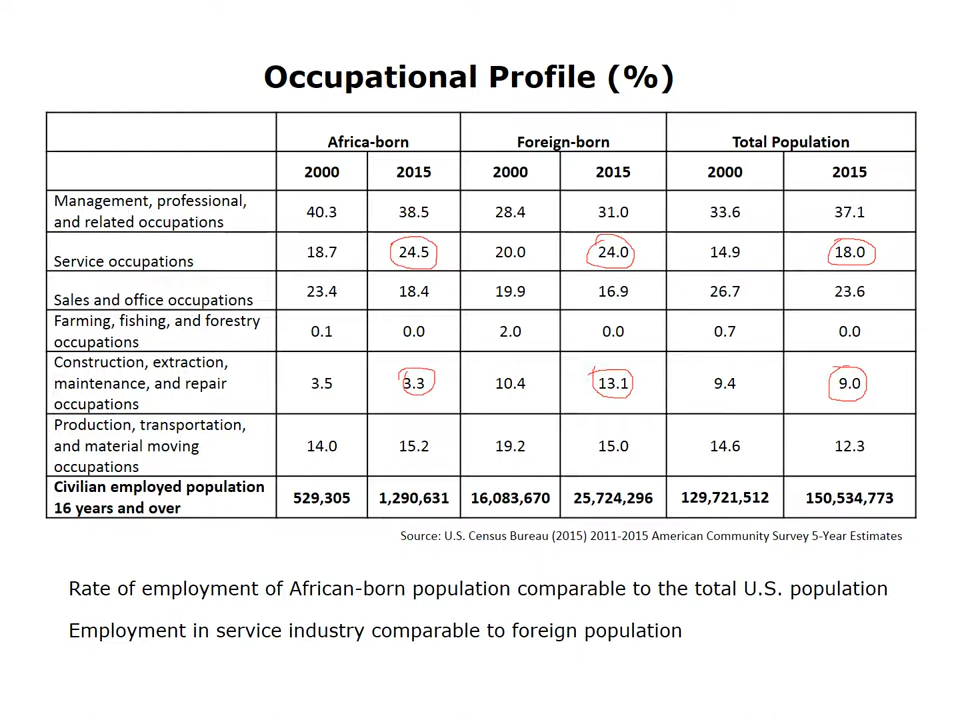 Occupational Profile (%)
Africa-born Foreign-born Total Population
2000 2015 2000 2015 2000 2015
Management, professional,
and related occupations 40.3 38.5 28.4 31.0 33.6 37.1
Service occupations 18.7 24.5 20.0 24.0 14.9 18.0
Sales and office occupations 23.4 18.4 19.9 16.9 26.7 23.6
Farming, fishing, and forestry
occupations 0.1 0.0 2.0 0.0 0.7 0.0
Construction, extraction,
maintenance, and repair 3.5 3.3 10.4 13.1 9.4 9.0
occupations
Production, transportation,
and material moving 14.0 15.2 19.2 15.0 14.6 12.3
occupations
Civilian employed population
16 years and over 529,305 1,290,631 16,083,670 25,724,296 129,721,512 150,534,773
Source: U.S. Census Bureau (2015) 2011-2015 American Community Survey 5-Year Estimates
Rate of employment of African-born population comparable to the total U.S. population
Employment in service industry comparable to foreign population